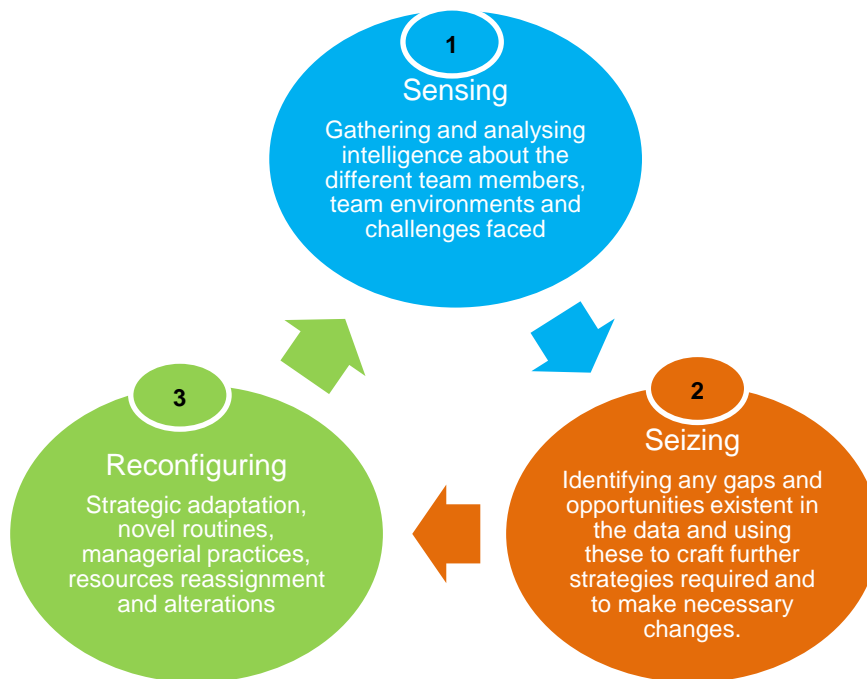 1
Sensing
Gathering and analysing
intelligence about the
different team members,
team environments and
challenges faced
2
Seizing
Identifying any gaps and
opportunities existent in
the data and using
these to craft further
strategies required and
to make necessary
changes.
3
Reconfiguring
Strategic adaptation,
novel routines,
managerial practices,
resources reassignment
and alterations